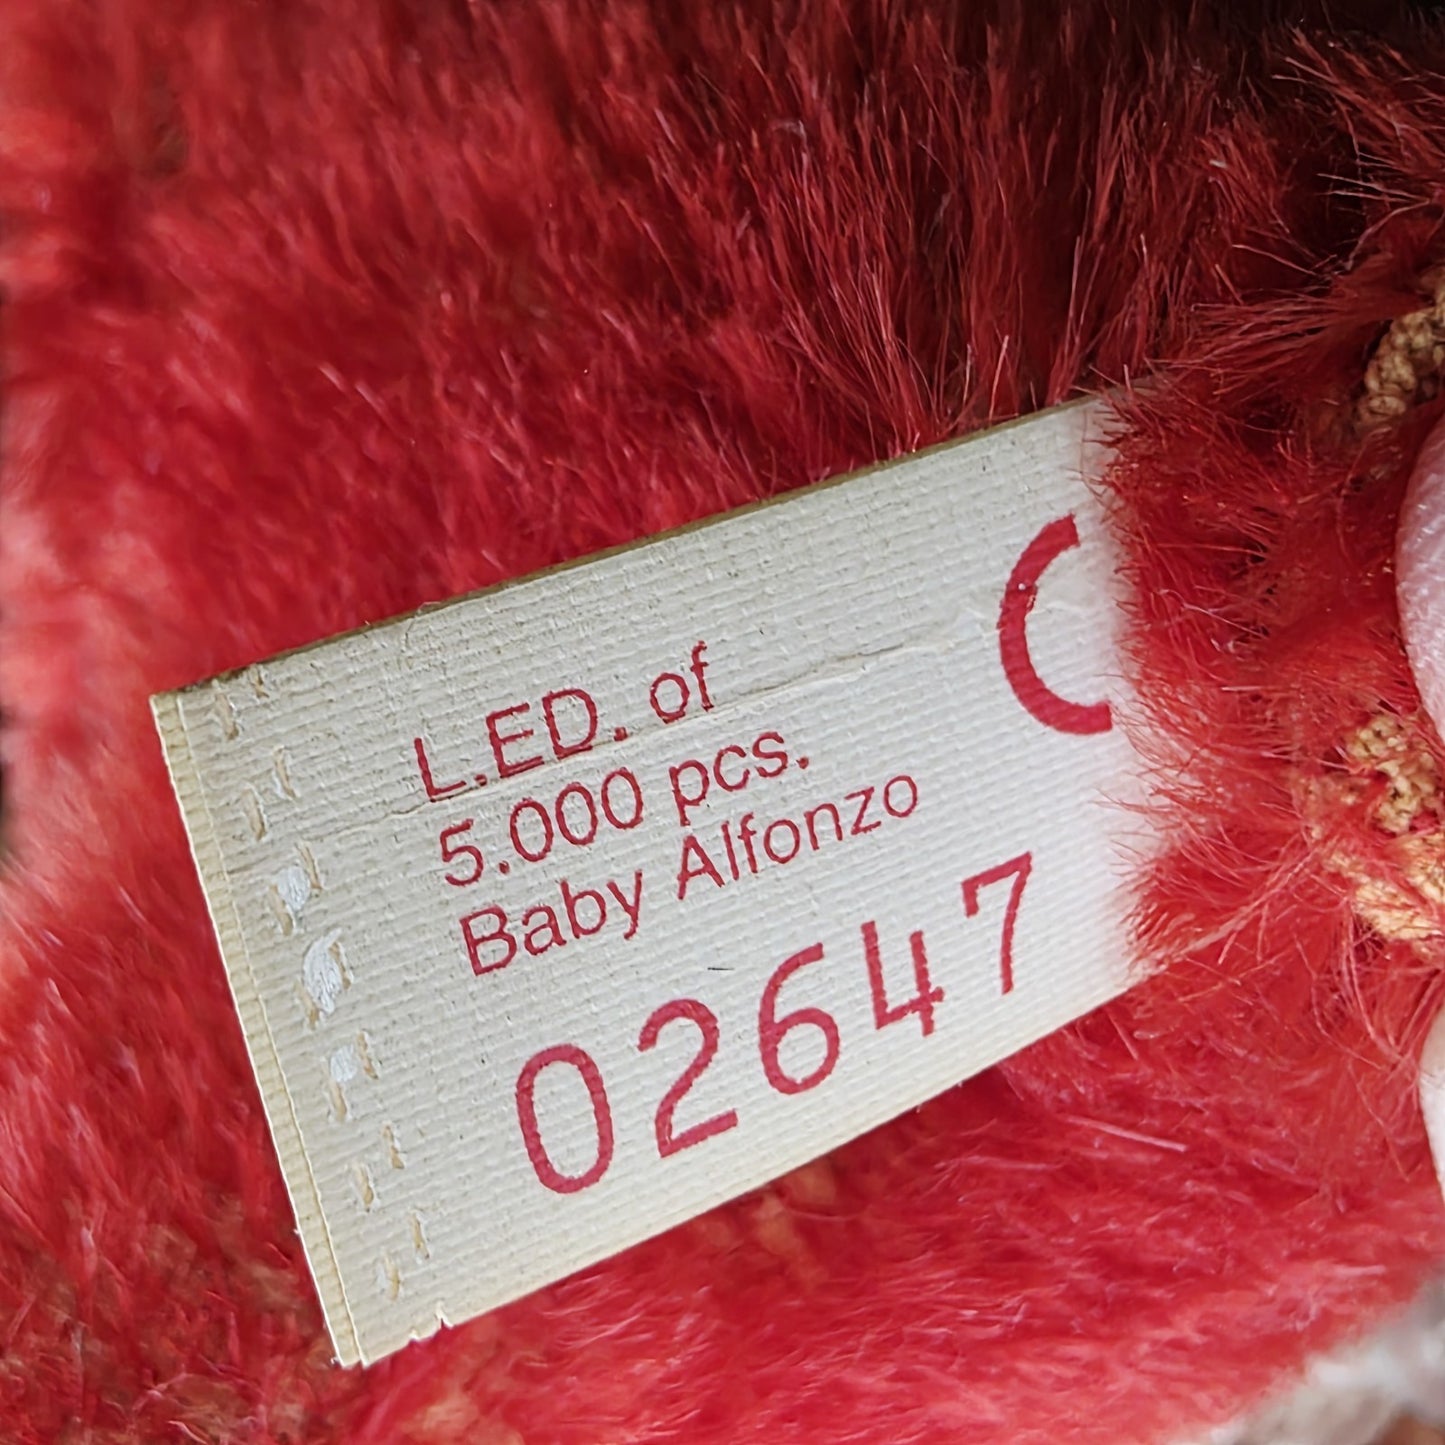 L.ED. of
5.000 pcs.
Baby Alfonzo
02647